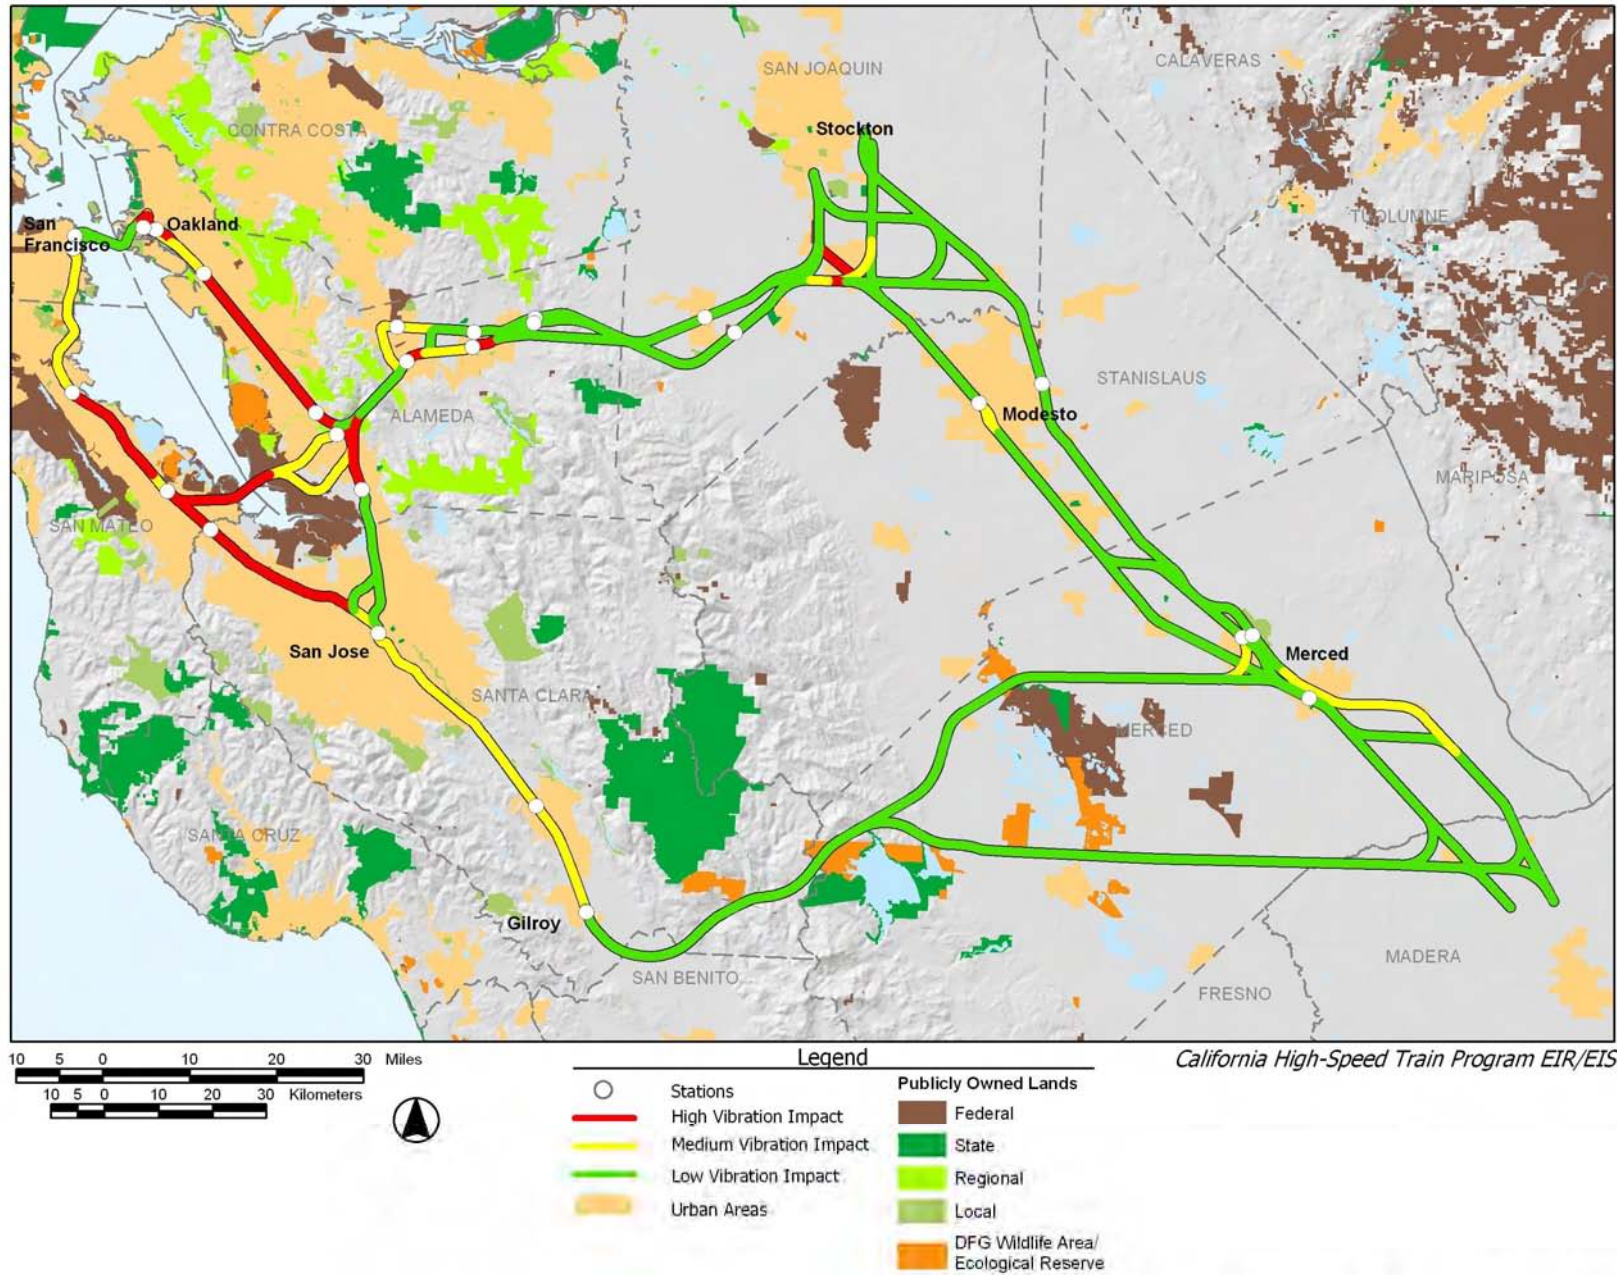 SAN JOAQUIN
CALAVERAS
CONTRA COSTA
Stockton
San
Francisco
Oakland
TUOLUMNE
STANISLAUS
ALAMEDA
Modesto
MARIPOSA
SAN MATEO
San Jose
Merced
SANTA CLARA
MERCED
SANTA CRUZ
Gilroy
SAN BENITO
MADERA
FRESNO
10 5 0 10 20 30 Miles
10 5 0 10 20 30 Kilometers
Legend
California High-Speed Train Program EIR/EIS
Stations
High Vibration Impact
Medium Vibration Impact
Low Vibration Impact
Urban Areas
Publicly Owned Lands
Federal
State
Regional
Local
DFG Wildlife Area/
Ecological Reserve